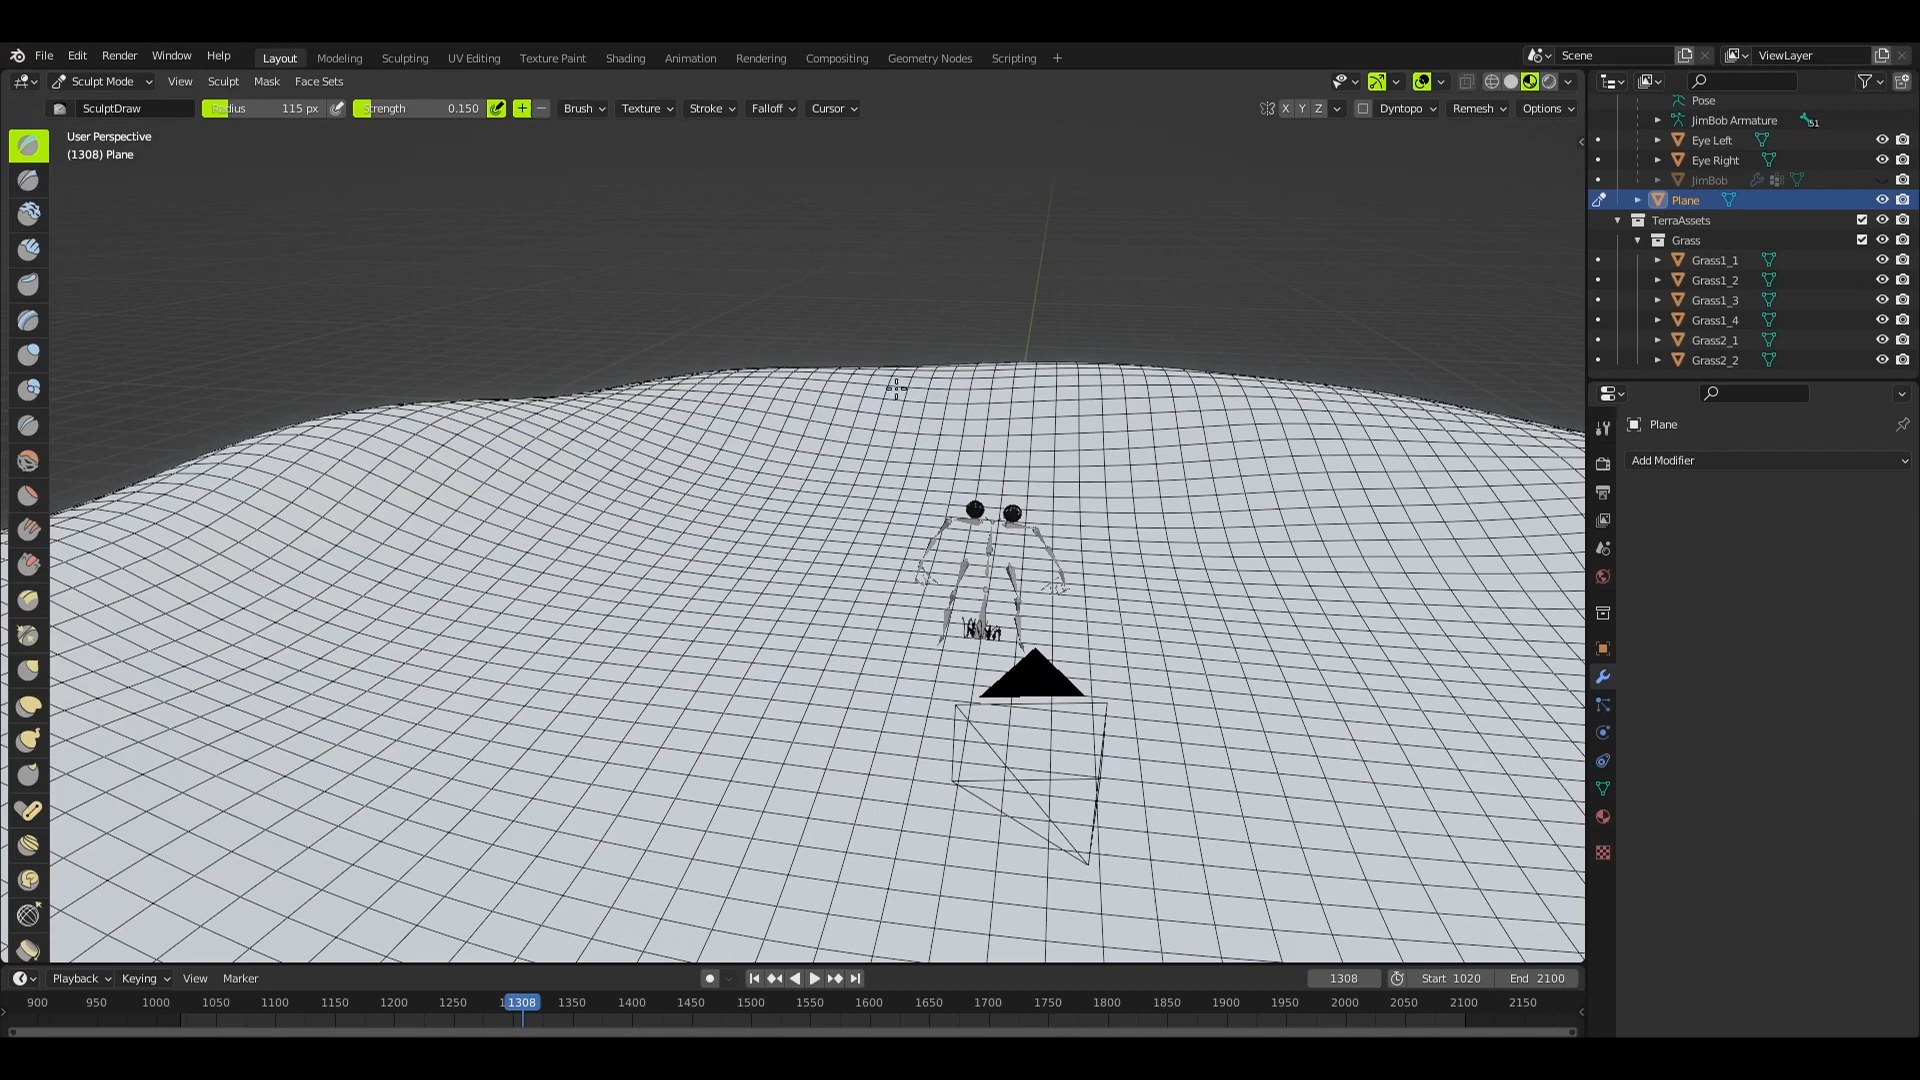 File Edit Render Window Help Layout Modeling Sculpting UV Editing Texture Paint Shading Animation Rendering Compositing Geometry Nodes Scripting + Scene ViewLayer
Sculpt Mode View Sculpt Mask Face Sets
SculptDraw Radius 115 px Strength 0.150 Brush Texture Stroke Falloff Cursor X Y Z Dyntopo Remesh Options
User Perspective
(1308) Plane
Pose
JimBob Armature 51
Eye Left
Eye Right
JimBob
Plane
TerraAssets
Grass
Grass1_1
Grass1_2
Grass1_3
Grass1_4
Grass2_1
Grass2_2
Plane
Add Modifier
Playback Keying View Marker 1308 Start 1020 End 2100
900 950 1000 1050 1100 1150 1200 1250 1308 1350 1400 1450 1500 1550 1600 1650 1700 1750 1800 1850 1900 1950 2000 2050 2100 2150